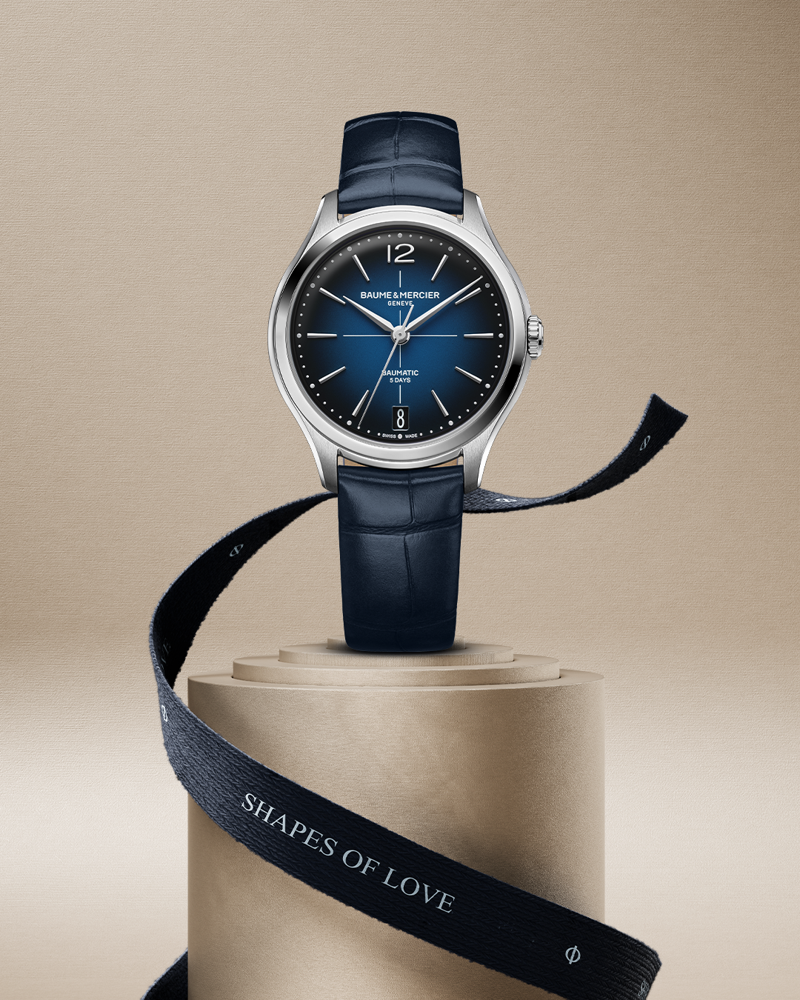 12
BAUME & MERCIER
GENEVE
BAUMATIC
5 DAYS
8
SWISS MADE
SHAPES OF LOVE